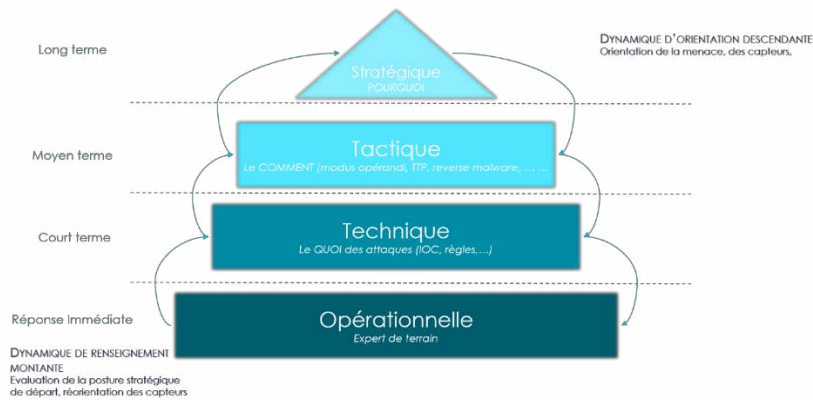 Long terme
Stratégique
POURQUOI
DYNAMIQUE D'ORIENTATION DESCENDANTE
Orientation de la menace, des capteurs,
Moyen terme
Tactique
Le COMMENT (modus opérandi, TTP, reverse malware, ... ...
Court terme
Technique
Le QUOI des attaques (IOC, règles,...)
Réponse Immédiate
Opérationnelle
Expert de terrain
DYNAMIQUE DE RENSEIGNEMENT
MONTANTE
Evaluation de la posture stratégique
de départ, réorientation des capteurs